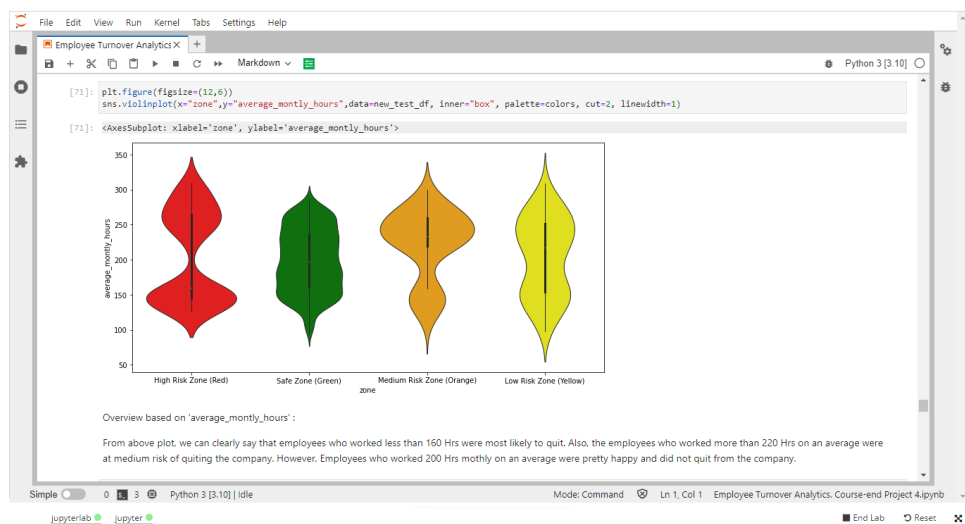 File Edit View Run Kernel Tabs Settings Help
Employee Turnover Analytics
Markdown
Python 3 [3.10]
[71]: plt.figure(figsize=(12,6))
sns.violinplot(x="zone",y="average_montly_hours",data=new_test_df, inner="box", palette=colors, cut=2, linewidth=1)
[71]: <AxesSubplot: xlabel='zone', ylabel='average_montly_hours'>
350
300
250
200
150
100
50
average_montly_hours
High Risk Zone (Red) Safe Zone (Green) Medium Risk Zone (Orange) Low Risk Zone (Yellow)
zone
Overview based on 'average_montly_hours' :
From above plot, we can clearly say that employees who worked less than 160 Hrs were most likely to quit. Also, the employees who worked more than 220 Hrs on an average were
at medium risk of quiting the company. However, Employees who worked 200 Hrs mothly on an average were pretty happy and did not quit from the company.
Simple 0 3 Python 3 [3.10] | Idle Mode: Command Ln 1, Col 1 Employee Turnover Analytics. Course-end Project 4.ipynb
jupyterlab jupyter End Lab Reset